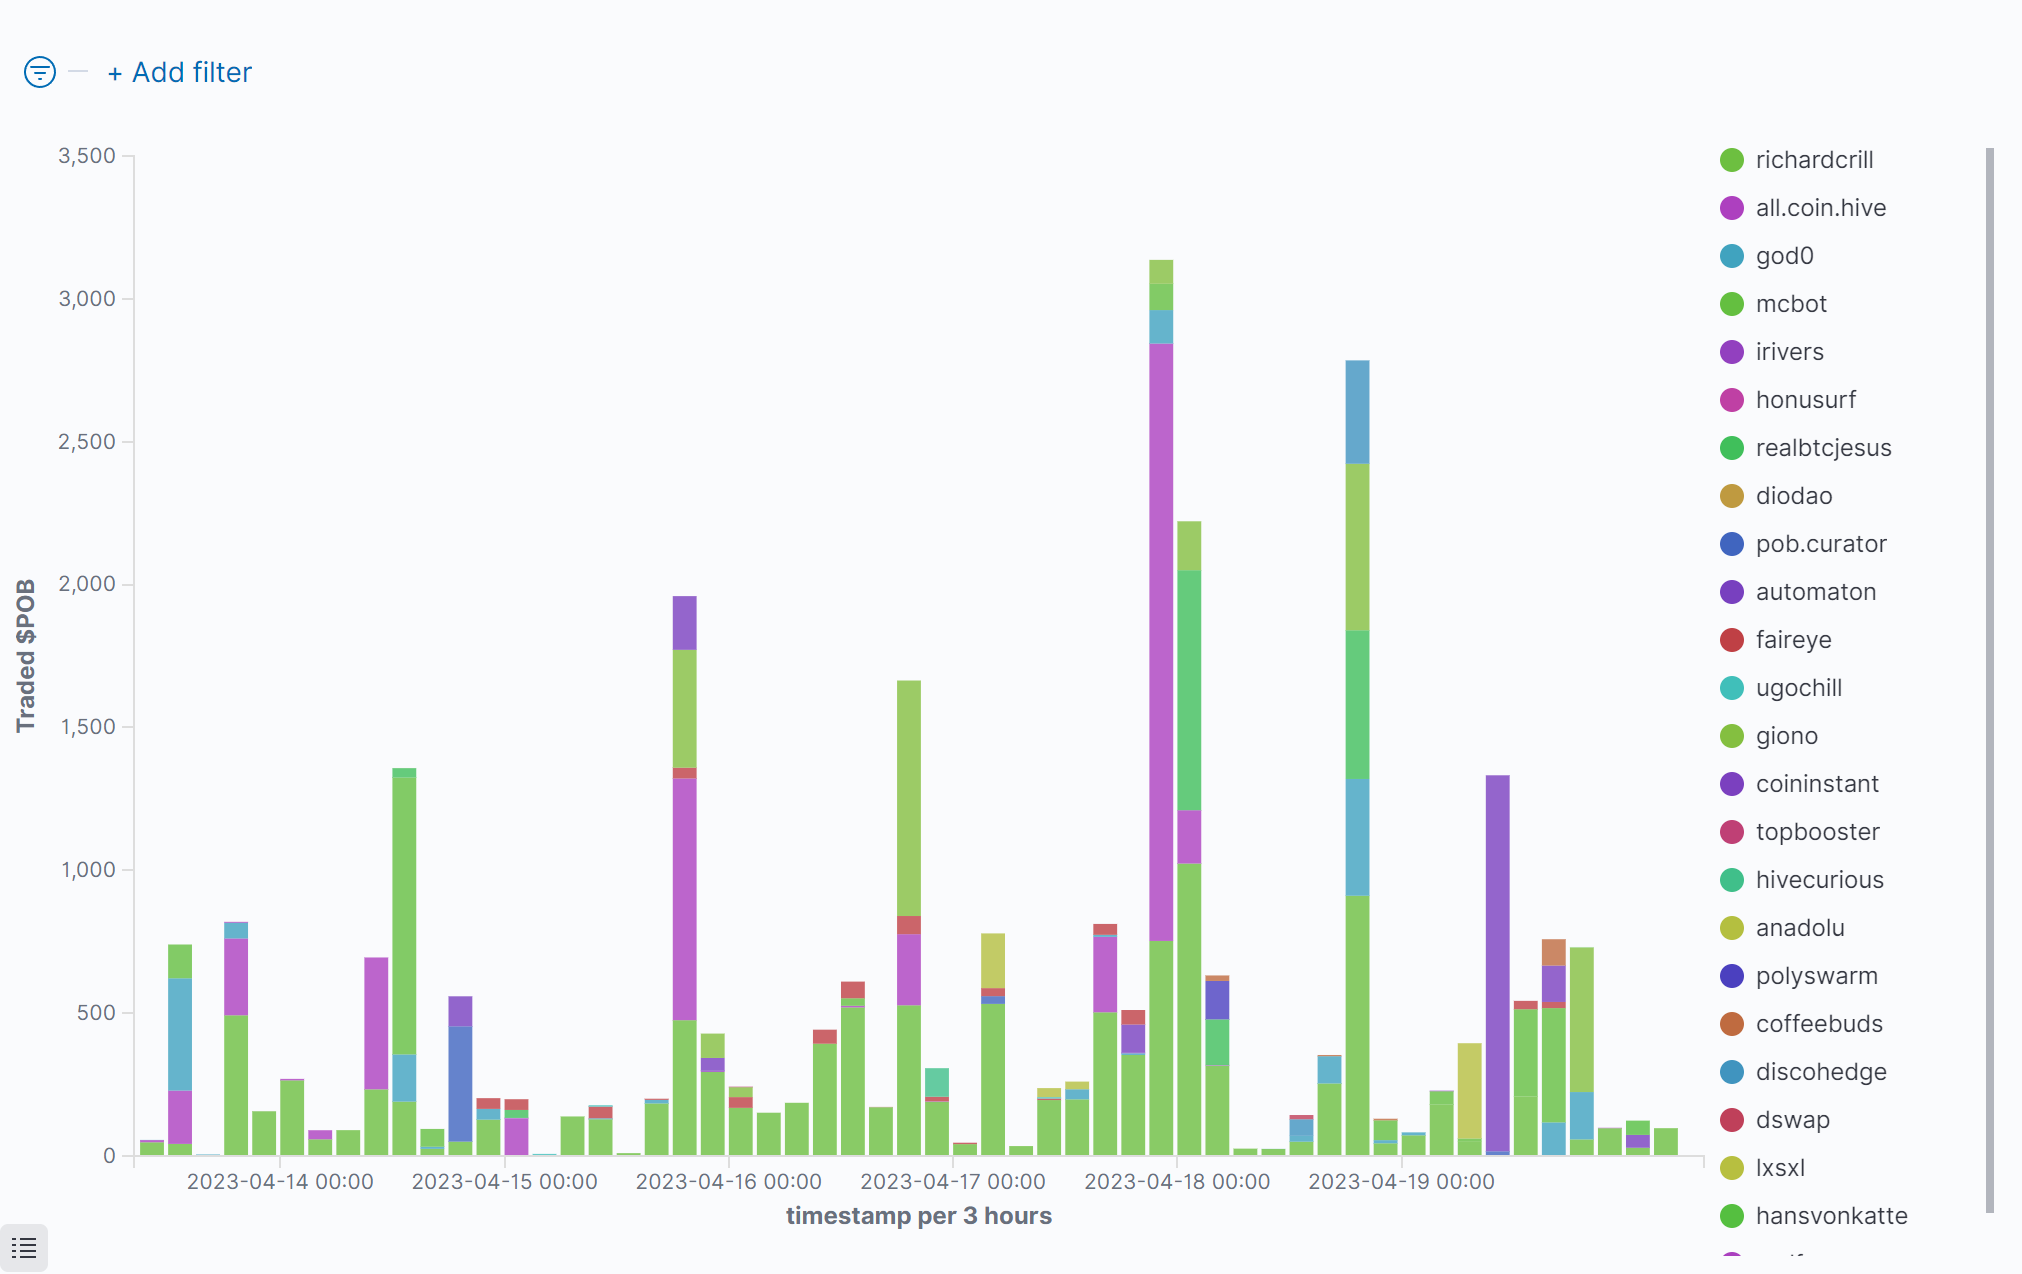 + Add filter
3,500
3,000
2,500
2,000
1,500
1,000
500
0
Traded $POB
2023-04-14 00:00
2023-04-15 00:00
2023-04-16 00:00
2023-04-17 00:00
2023-04-18 00:00
2023-04-19 00:00
timestamp per 3 hours
richardcrill
all.coin.hive
god0
mcbot
irivers
honusurf
realbtcjesus
diodao
pob.curator
automaton
faireye
ugochill
giono
coininstant
topbooster
hivecurious
anadolu
polyswarm
coffeebuds
discohedge
dswap
lxsxl
hansvonkatte